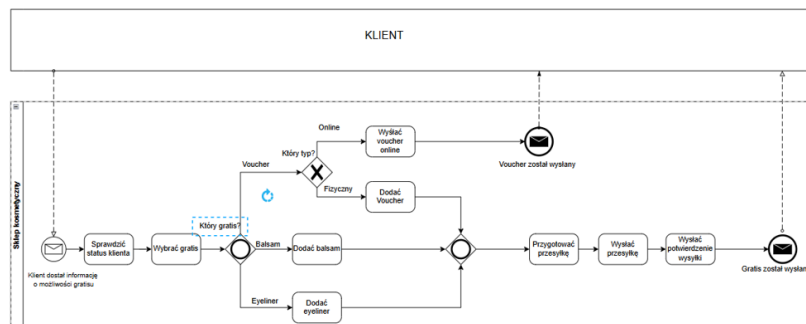 KLIENT
Sklep kosmetyczny
Klient dostał informację
o możliwości gratisu
Sprawdzić
status klienta
Wybrać gratis
Który gratis?
Voucher
Balsam
Eyeliner
Który typ?
Online
Fizyczny
Wyślać
voucher
online
Voucher został wysłany
Dodać
Voucher
Dodać balsam
Dodać
eyeliner
Przygotować
przesyłkę
Wysłać
przesyłkę
Wysłać
potwierdzenie
wysyłki
Gratis został wysłan